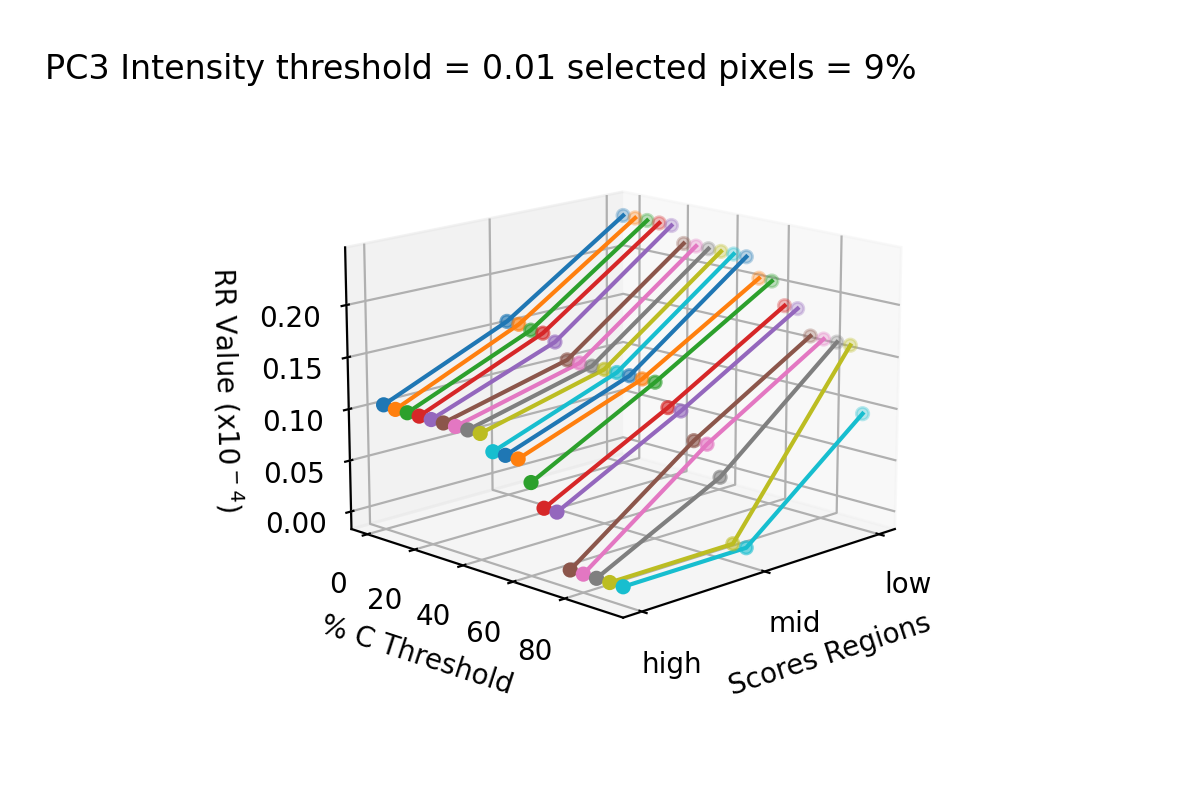 PC3 Intensity threshold = 0.01 selected pixels = 9%
RR Value (x10⁻⁴)
0.20
0.15
0.10
0.05
0.00
0
20
40
60
80
% C Threshold
high
mid
low
Scores Regions